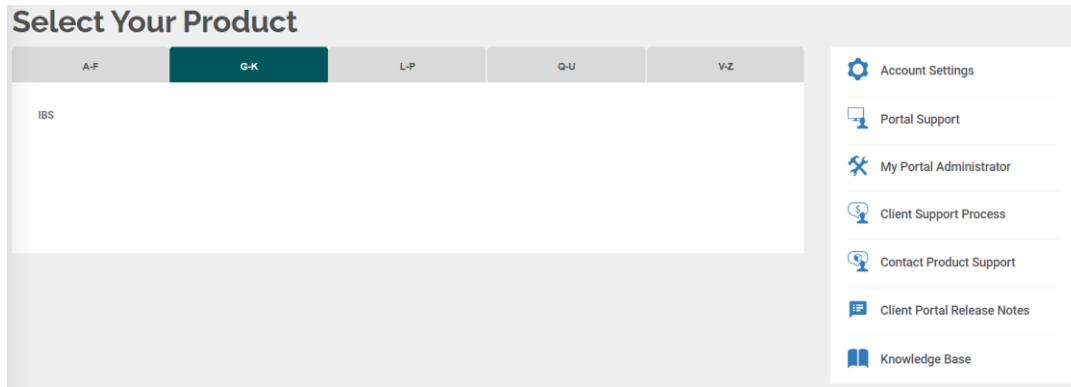 Select Your Product
A-F G-K L-P Q-U V-Z
IBS
Account Settings
Portal Support
My Portal Administrator
Client Support Process
Contact Product Support
Client Portal Release Notes
Knowledge Base